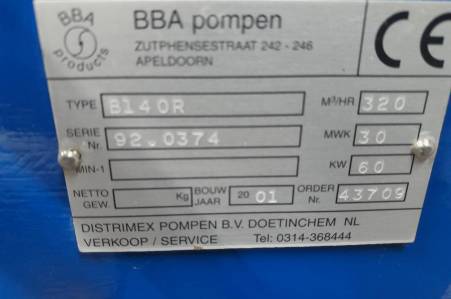 BBA products
BBA pompen
ZUTPHENSESTRAAT 242 - 246
APELDOORN
CE
TYPE B140R M³/HR 320
SERIE Nr. 92.0374 MWK 30
MIN-1 KW 60
NETTO GEW. Kg BOUW JAAR 20 01 ORDER Nr. 43709
DISTRIMEX POMPEN B.V. DOETINCHEM NL
VERKOOP / SERVICE Tel: 0314-368444